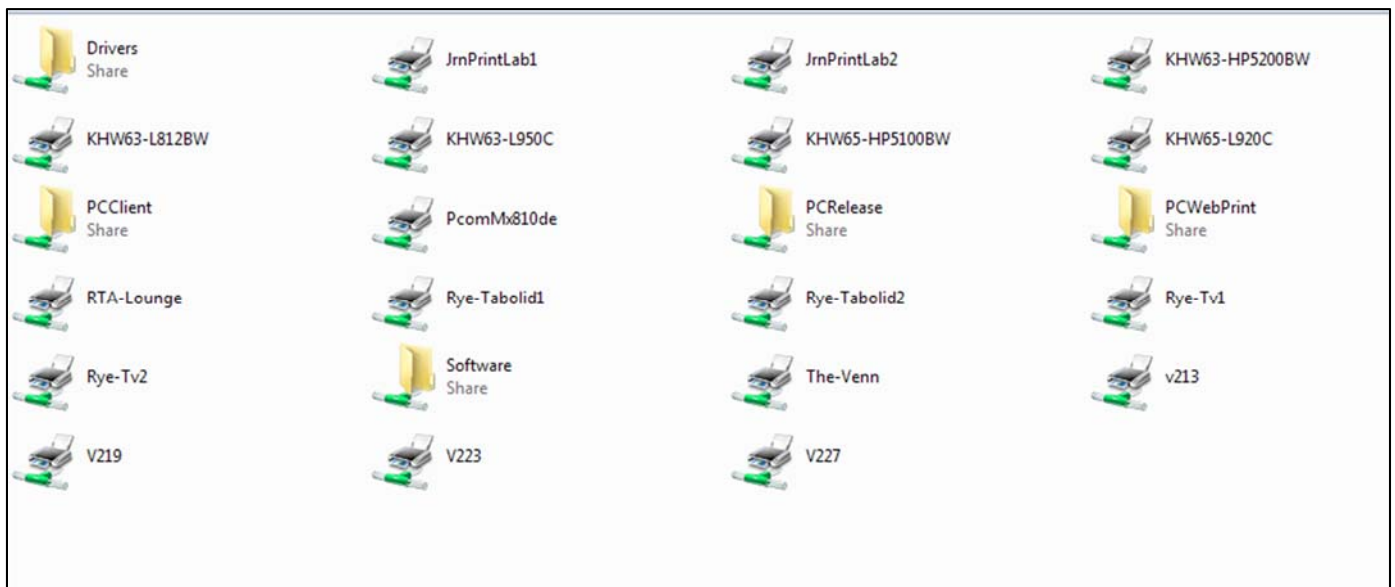 Drivers
Share
JrnPrintLab1
JrnPrintLab2
KHW63-HP5200BW
KHW63-L812BW
KHW63-L950C
KHW65-HP5100BW
KHW65-L920C
PCClient
Share
PcomMx810de
PCRelease
Share
PCWebPrint
Share
RTA-Lounge
Rye-Tabolid1
Rye-Tabolid2
Rye-Tv1
Rye-Tv2
Software
Share
The-Venn
v213
V219
V223
V227